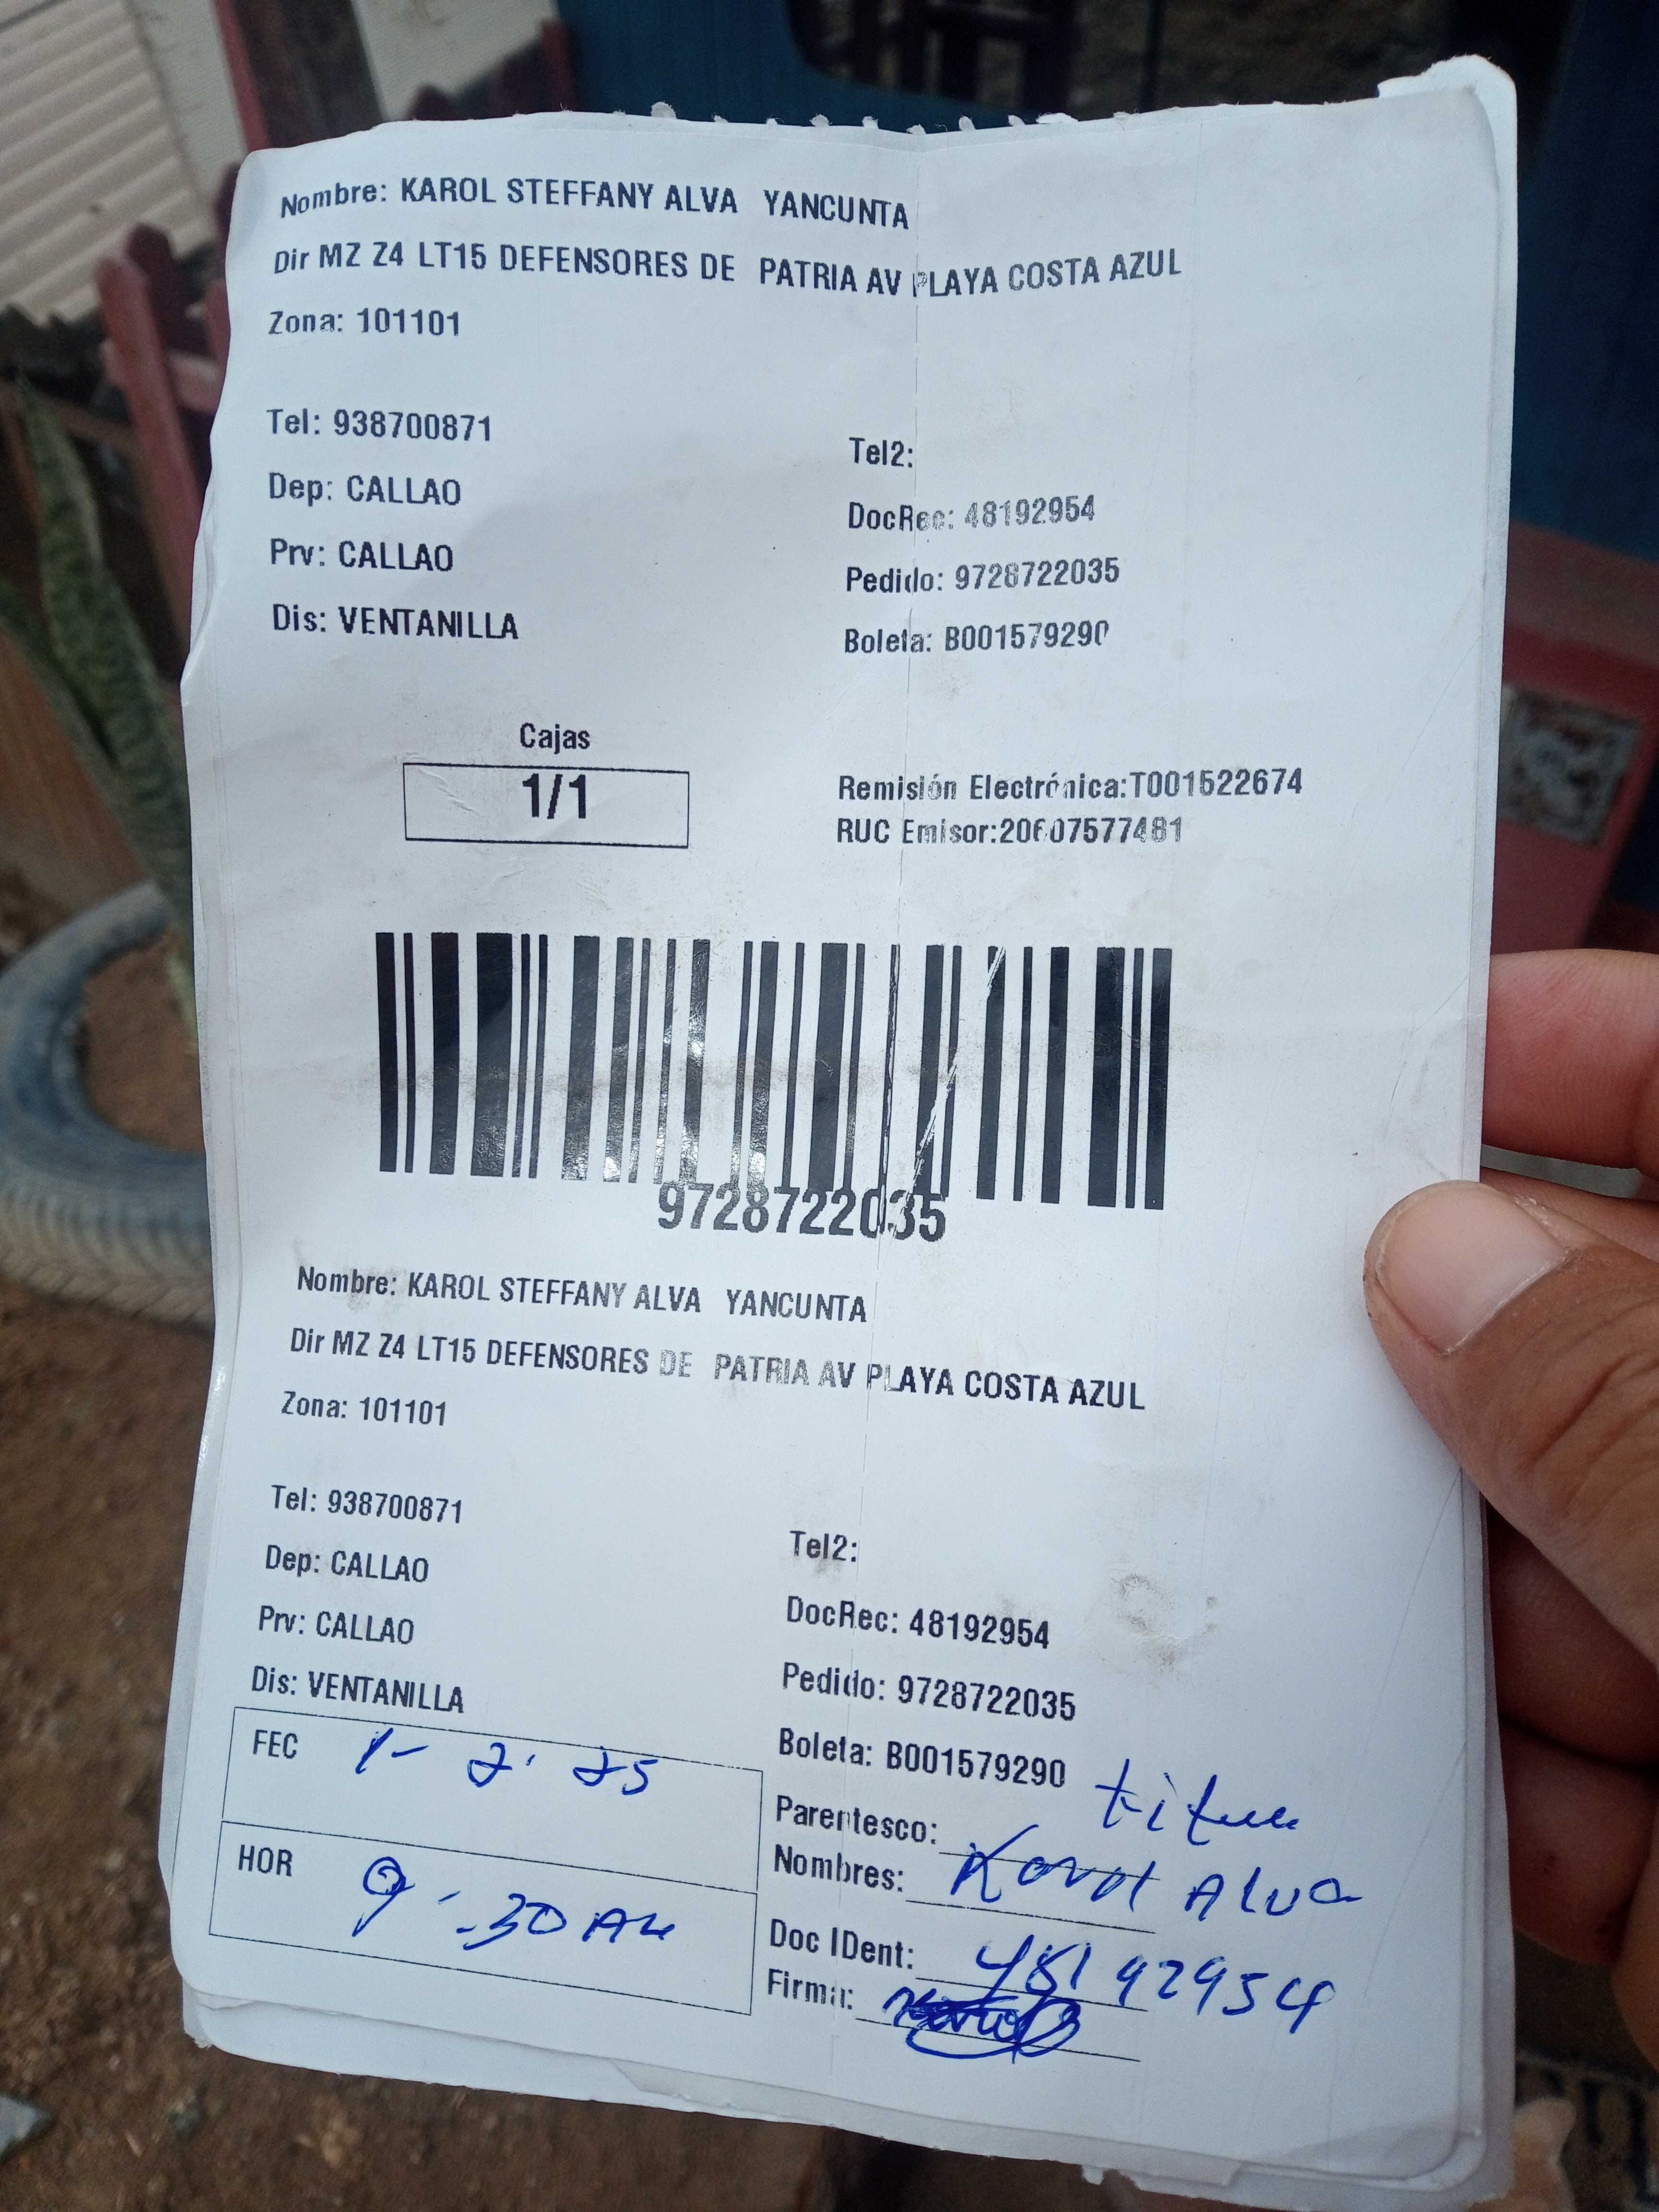 Nombre: KAROL STEFFANY ALVA YANCUNTA
Dir MZ Z4 LT15 DEFENSORES DE PATRIA AV PLAYA COSTA AZUL
Zona: 101101
Tel: 938700871
Tel2:
Dep: CALLAO
DocRec: 48192954
Prv: CALLAO
Pedido: 9728722035
Dis: VENTANILLA
Boleta: B001579290
Cajas
1/1
Remisión Electrónica:T001522674
RUC Emisor:20607577481
9728722035
Nombre: KAROL STEFFANY ALVA YANCUNTA
Dir MZ Z4 LT15 DEFENSORES DE PATRIA AV PLAYA COSTA AZUL
Zona: 101101
Tel: 938700871
Tel2:
Dep: CALLAO
DocRec: 48192954
Prv: CALLAO
Pedido: 9728722035
Dis: VENTANILLA
Boleta: B001579290
FEC 1- 2. 25
Parentesco:
Nombres: Karol Alva
HOR 9.30 AM
Doc IDent: 48192954
Firma: